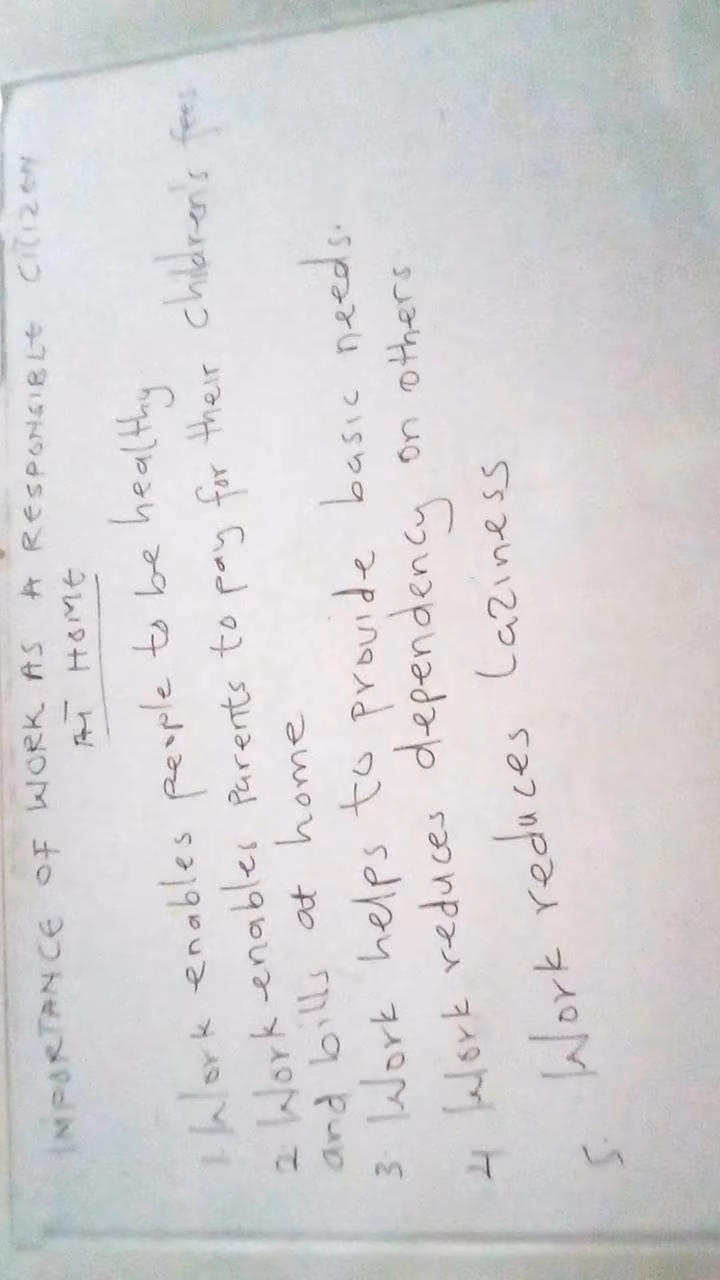 IMPORTANCE OF WORK AS A RESPONSIBLE CITIZEN
AT HOME
1. Work enables people to be healthy
2 Work enables parents to pay for their children's fees
and bills at home
3. Work helps to provide basic needs.
4 Work reduces dependency on others
5. Work reduces Laziness